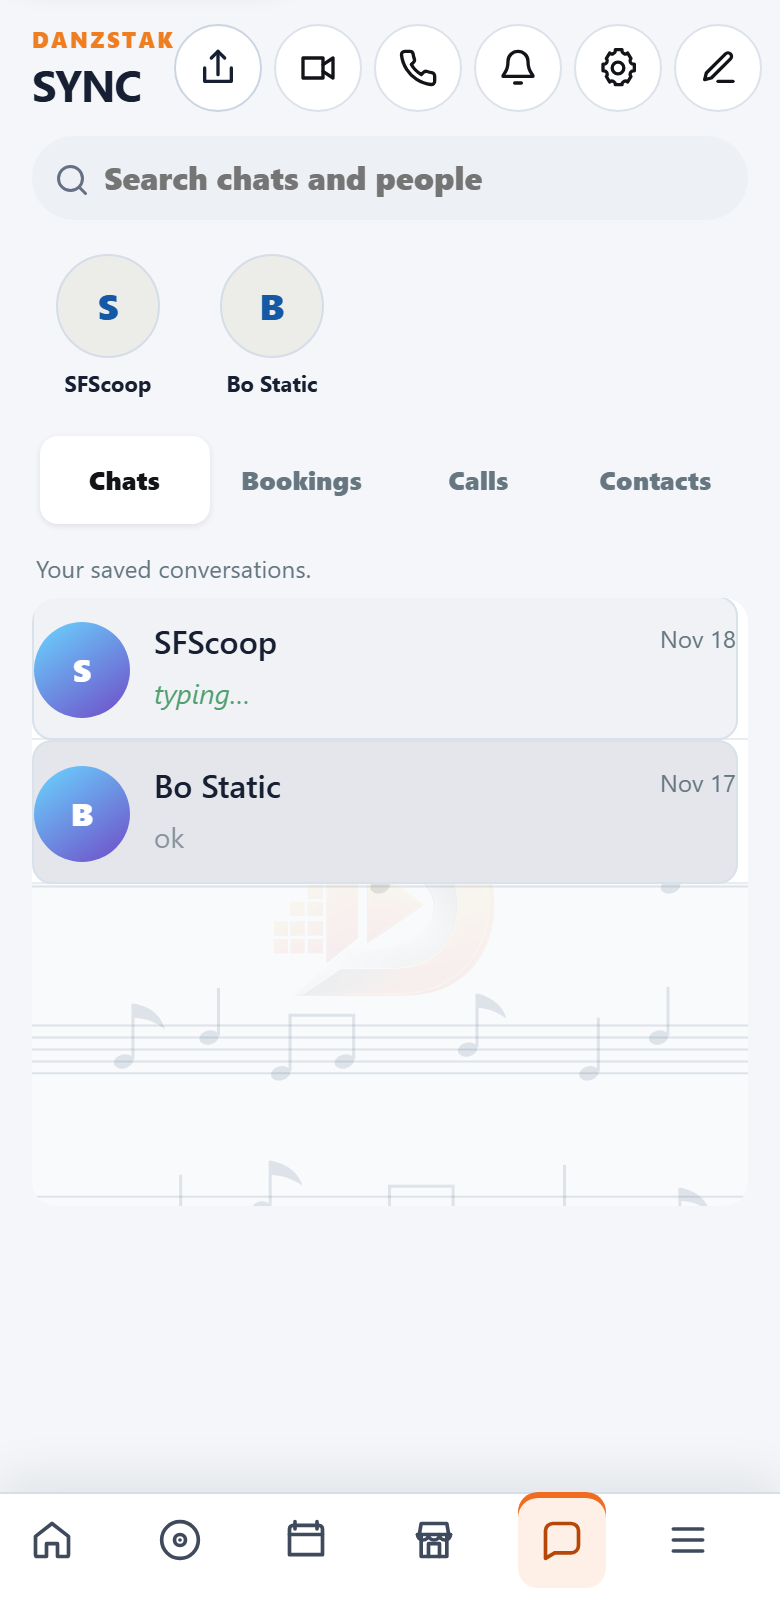 DANZSTAK
SYNC
Search chats and people
S
B
SFScoop
Bo Static
Chats
Bookings
Calls
Contacts
Your saved conversations.
S
SFScoop
Nov 18
typing...
B
Bo Static
Nov 17
ok